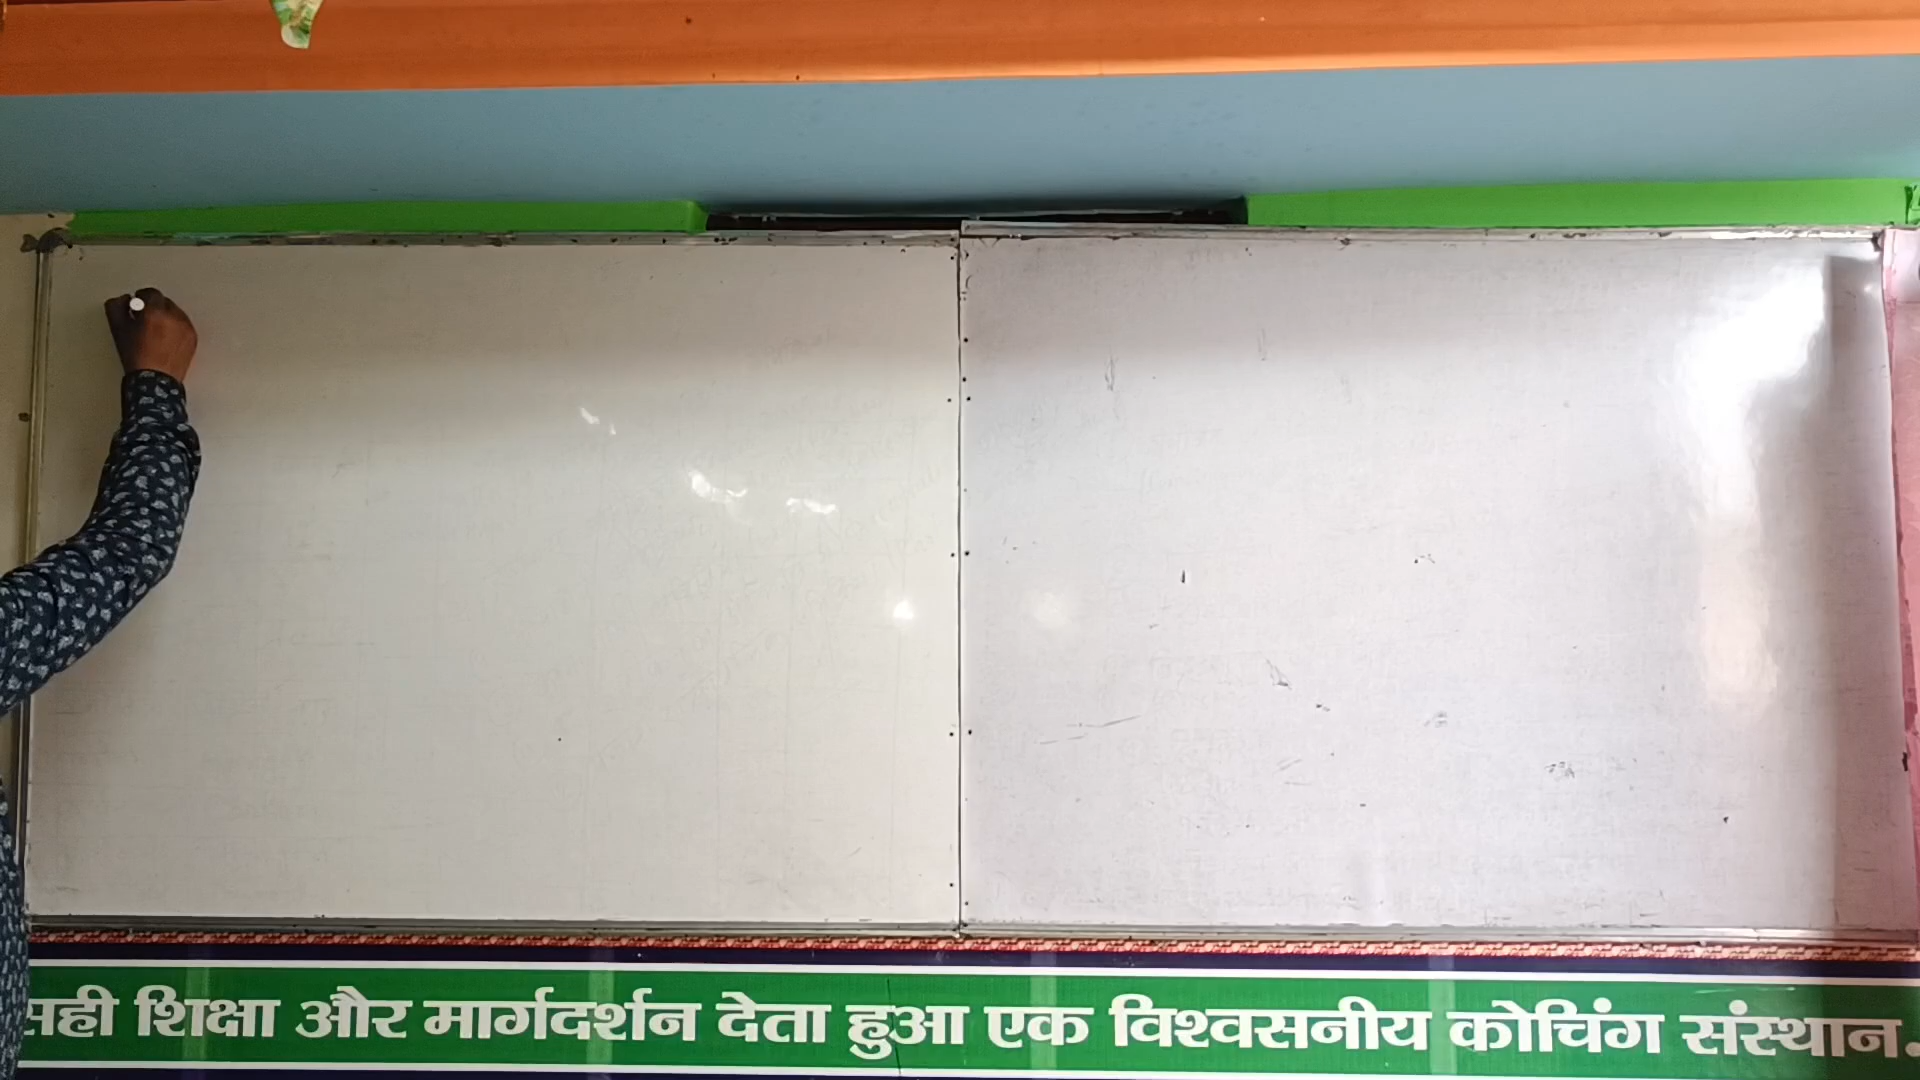 सही शिक्षा और मार्गदर्शन देता हुआ एक विश्वसनीय कोचिंग संस्थान.